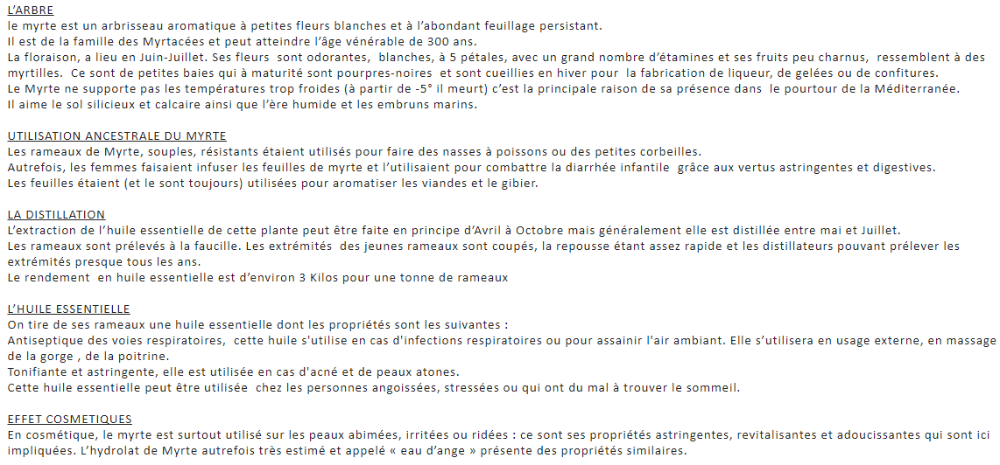 L’ARBRE
le myrte est un arbrisseau aromatique à petites fleurs blanches et à l’abondant feuillage persistant.
Il est de la famille des Myrtacées et peut atteindre l’âge vénérable de 300 ans.
La floraison, a lieu en Juin-Juillet. Ses fleurs  sont odorantes,  blanches, à 5 pétales, avec un grand nombre d’étamines et ses fruits peu charnus,  ressemblent à des
myrtilles.  Ce sont de petites baies qui à maturité sont pourpres-noires  et sont cueillies en hiver pour  la fabrication de liqueur, de gelées ou de confitures.
Le Myrte ne supporte pas les températures trop froides (à partir de -5° il meurt) c’est la principale raison de sa présence dans  le pourtour de la Méditerranée.
Il aime le sol silicieux et calcaire ainsi que l’ère humide et les embruns marins.
UTILISATION ANCESTRALE DU MYRTE
Les rameaux de Myrte, souples, résistants étaient utilisés pour faire des nasses à poissons ou des petites corbeilles.
Autrefois, les femmes faisaient infuser les feuilles de myrte et l’utilisaient pour combattre la diarrhée infantile  grâce aux vertus astringentes et digestives.
Les feuilles étaient (et le sont toujours) utilisées pour aromatiser les viandes et le gibier.
LA DISTILLATION
L’extraction de l’huile essentielle de cette plante peut être faite en principe d’Avril à Octobre mais généralement elle est distillée entre mai et Juillet.
Les rameaux sont prélevés à la faucille. Les extrémités  des jeunes rameaux sont coupés, la repousse étant assez rapide et les distillateurs pouvant prélever les
extrémités presque tous les ans.
Le rendement  en huile essentielle est d’environ 3 Kilos pour une tonne de rameaux
L’HUILE ESSENTIELLE
On tire de ses rameaux une huile essentielle dont les propriétés sont les suivantes :
Antiseptique des voies respiratoires,  cette huile s'utilise en cas d'infections respiratoires ou pour assainir l'air ambiant. Elle s’utilisera en usage externe, en massage
de la gorge , de la poitrine.
Tonifiante et astringente, elle est utilisée en cas d'acné et de peaux atones.
Cette huile essentielle peut être utilisée  chez les personnes angoissées, stressées ou qui ont du mal à trouver le sommeil.
EFFET COSMETIQUES
En cosmétique, le myrte est surtout utilisé sur les peaux abimées, irritées ou ridées : ce sont ses propriétés astringentes, revitalisantes et adoucissantes qui sont ici
impliquées. L’hydrolat de Myrte autrefois très estimé et appelé « eau d’ange » présente des propriétés similaires.